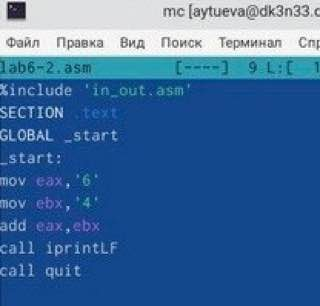 mc [aytueva@dk3n33.
Файл Правка Вид Поиск Терминал Спр
lab6-2.asm [----] 9 L:[ 1
%include 'in_out.asm'
SECTION .text
GLOBAL _start
_start:
mov eax,'6'
mov ebx,'4'
add eax,ebx
call iprintLF
call quit